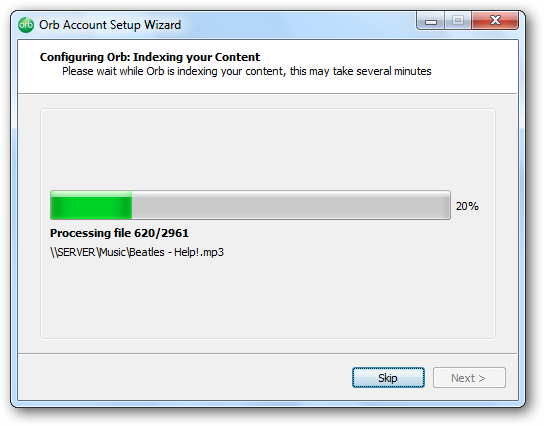 orb Orb Account Setup Wizard
Configuring Orb: Indexing your Content
Please wait while Orb is indexing your content, this may take several minutes
20%
Processing file 620/2961
\\SERVER\Music\Beatles - Help!.mp3
Skip Next >